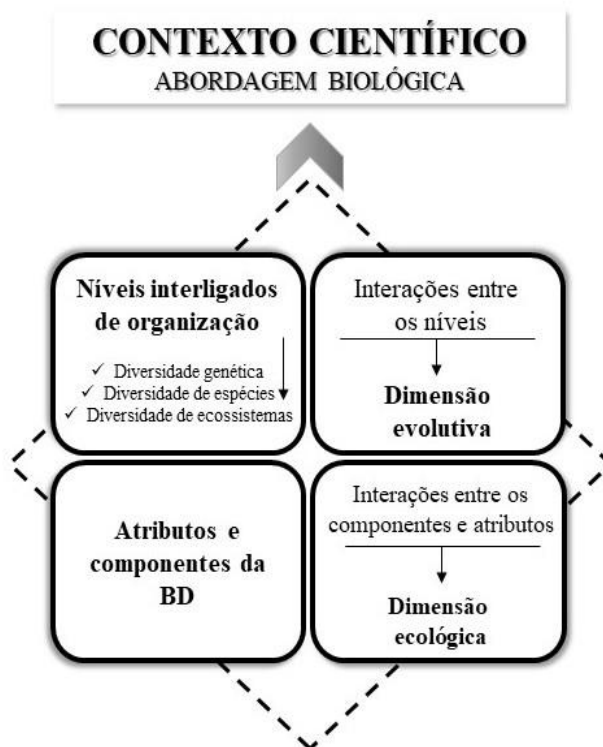 CONTEXTO CIENTÍFICO
ABORDAGEM BIOLÓGICA
Níveis interligados
de organização
✓ Diversidade genética
✓ Diversidade de espécies
✓ Diversidade de ecossistemas
Interações entre
os níveis
Dimensão
evolutiva
Atributos e
componentes da
BD
Interações entre os
componentes e atributos
Dimensão
ecológica